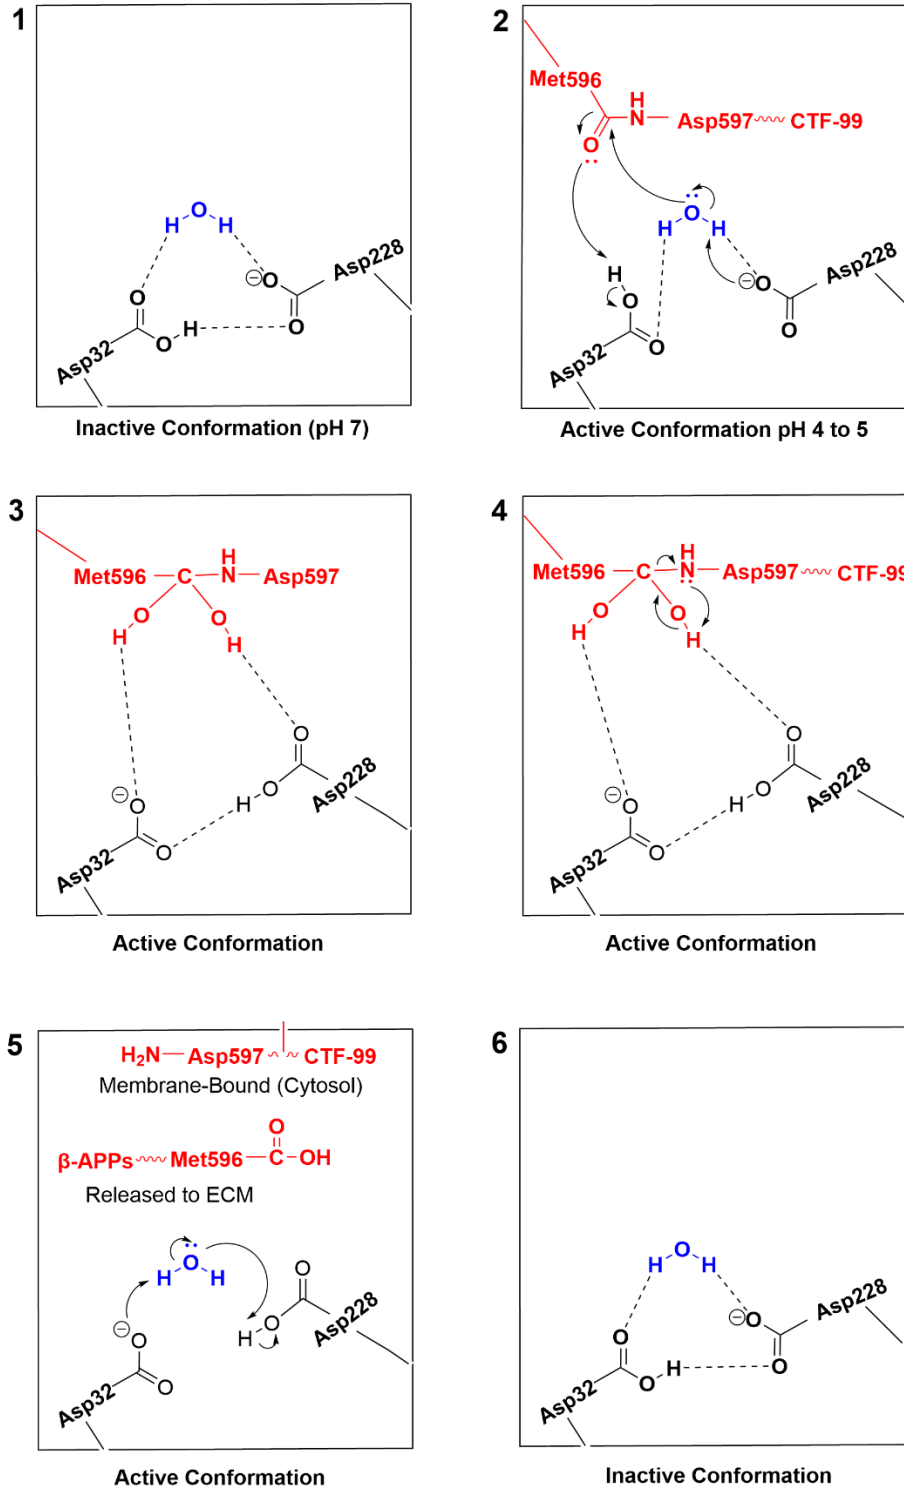 1
H O H
O
⊖O
Asp228
O H
O
Asp32
Inactive Conformation (pH 7)
2
Met596
H
N
Asp597 CTF-99
O
H O H
H
O
⊖O
Asp228
O
O
Asp32
Active Conformation pH 4 to 5
3
H
Met596 C N Asp597
O O
H H
O
⊖
O
O
H
Asp228
O
Asp32
Active Conformation
4
H
Met596 C N Asp597 CTF-99
O O
H H
O
⊖
O
O
H
Asp228
O
Asp32
Active Conformation
5
H₂N Asp597 CTF-99
Membrane-Bound (Cytosol)
O
β-APPs Met596 C OH
Released to ECM
H O H
O
⊖
O
H O
Asp228
O
Asp32
Active Conformation
6
H O H
⊖O
Asp228
O
O H
O
Asp32
Inactive Conformation